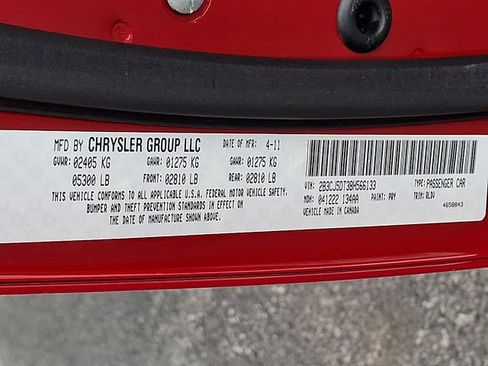 MFD BY CHRYSLER GROUP LLC DATE OF MFR: 4-11
GVWR: 02405 KG GAWR: 01275 KG GAWR: 01275 KG
05300 LB FRONT: 02810 LB REAR: 02810 LB
THIS VEHICLE CONFORMS TO ALL APPLICABLE U.S.A. FEDERAL MOTOR VEHICLE SAFETY,
BUMPER AND THEFT PREVENTION STANDARDS IN EFFECT ON
THE DATE OF MANUFACTURE SHOWN ABOVE.
VIN: 2B3CJ5DT3BH566133 TYPE: PASSENGER CAR
MDH: 041222 134AA PAINT: PRY TRIM:
VEHICLE MADE IN CANADA 4658043